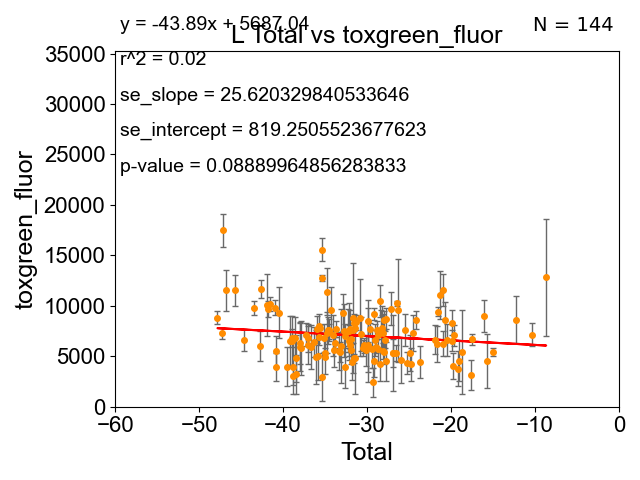 y = -43.89x + 5687.04
N = 144
L Total vs toxgreen_fluor
r^2 = 0.02
se_slope = 25.620329840533646
se_intercept = 819.2505523677623
p-value = 0.08889964856283833
35000
30000
25000
20000
15000
10000
5000
0
toxgreen_fluor
−60
−50
−40
−30
−20
−10
0
Total